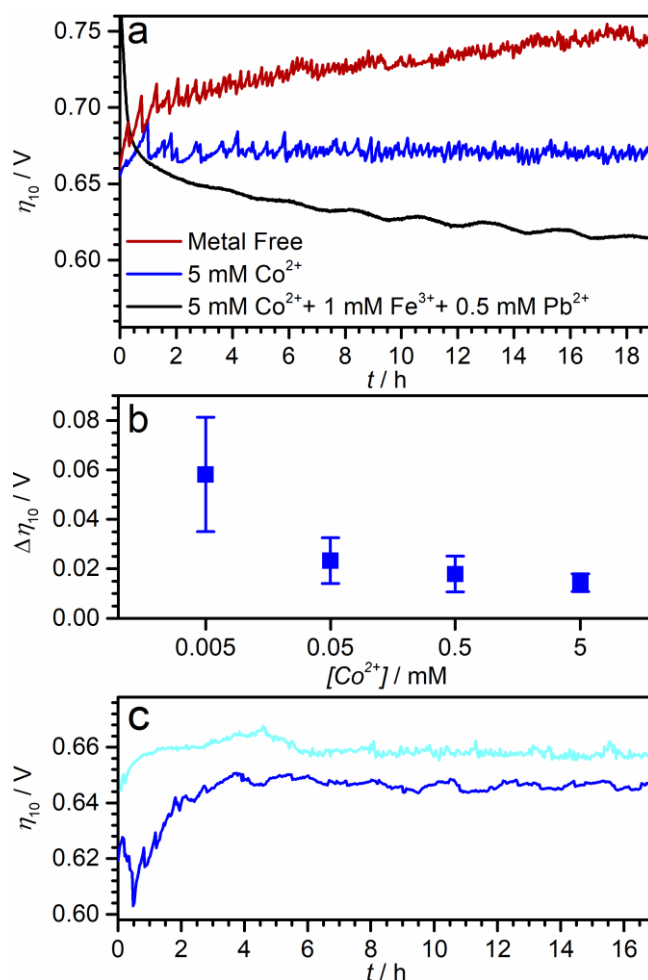 a
0.75
0.70
0.65
0.60
η₁₀ / V
Metal Free
5 mM Co²⁺
5 mM Co²⁺+ 1 mM Fe³⁺+ 0.5 mM Pb²⁺
0 2 4 6 8 10 12 14 16 18
t / h
b
0.08
0.06
0.04
0.02
0.00
Δη₁₀ / V
0.005 0.05 0.5 5
[Co²⁺] / mM
c
0.66
0.64
0.62
0.60
η₁₀ / V
0 2 4 6 8 10 12 14 16
t / h